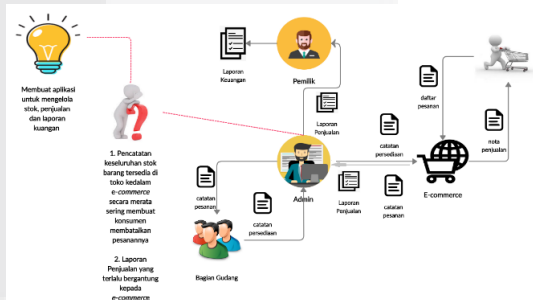 Membuat aplikasi
untuk mengelola
stok, penjualan
dan laporan
kuangan
1. Pencatatan
keseluruhan stok
barang tersedia di
toko kedalam
e-commerce
secara merata
sering membuat
konsumen
membatalkan
pesanannya
2. Laporan
Penjualan yang
terlalu bergantung
kepada
e-commerce
Laporan
Keuangan
Pemilik
Laporan
Penjualan
Admin
catatan
pesanan
catatan
persediaan
Bagian Gudang
catatan
persediaan
Laporan
Penjualan
catatan
pesanan
daftar
pesanan
nota
penjualan
E-commerce